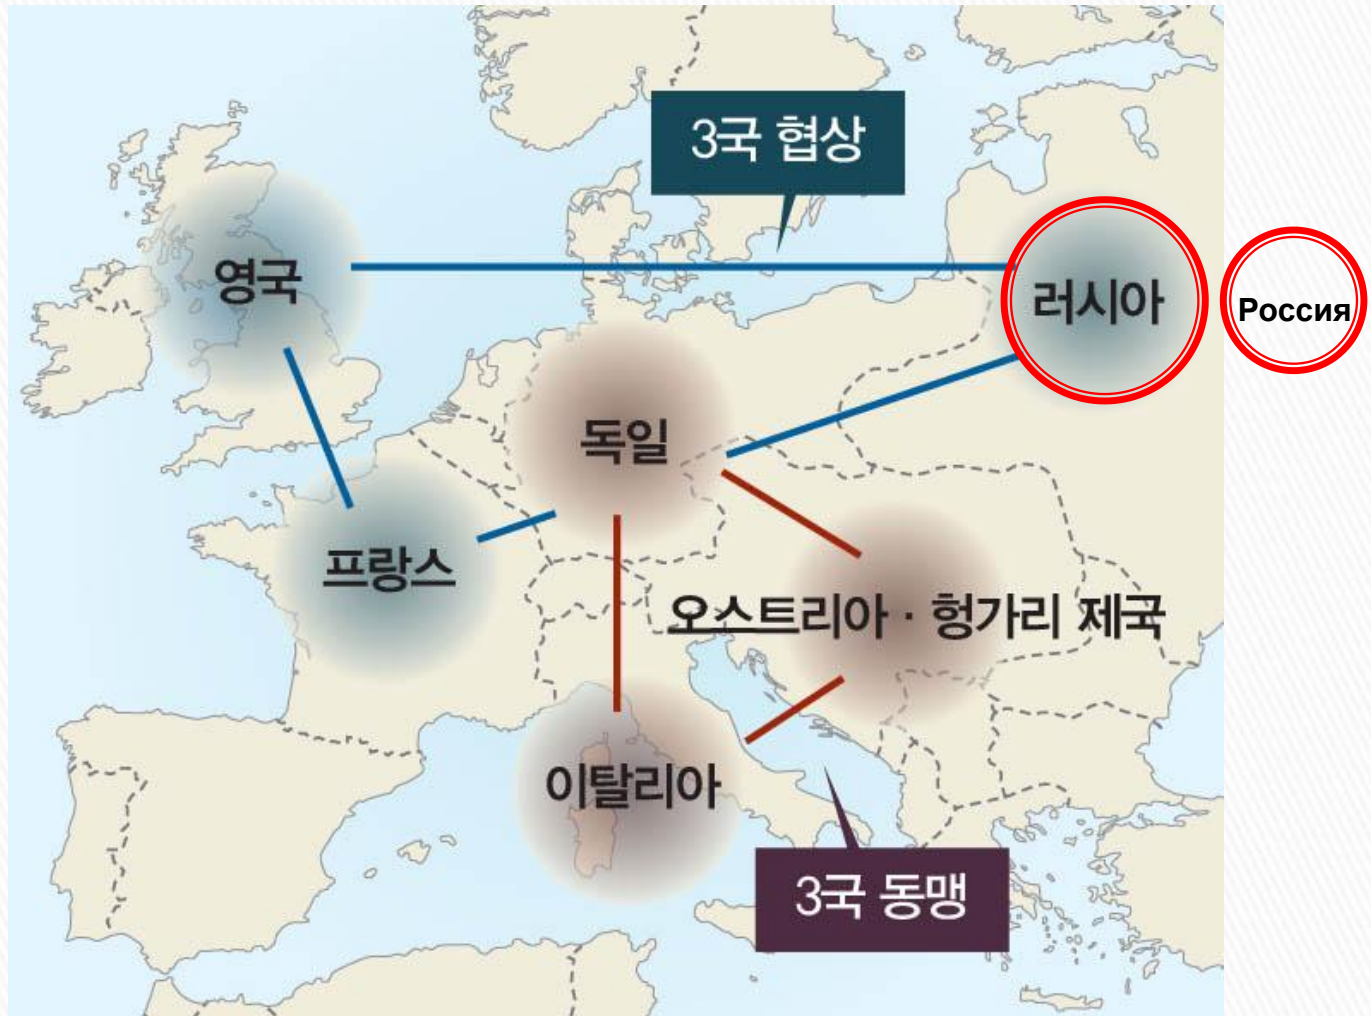 3국 협상
영국
러시아
Россия
독일
프랑스
오스트리아 · 헝가리 제국
이탈리아
3국 동맹